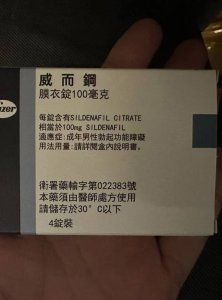 zer
威而鋼
膜衣錠100毫克
每錠含有SILDENAFIL CITRATE
相當於100mg SILDENAFIL
適應症:成年男性勃起功能障礙
用法用量:請詳閱盒內說明書。
衛署藥輸字第022383號
本藥須由醫師處方使用
請儲存於30°C以下
4錠裝